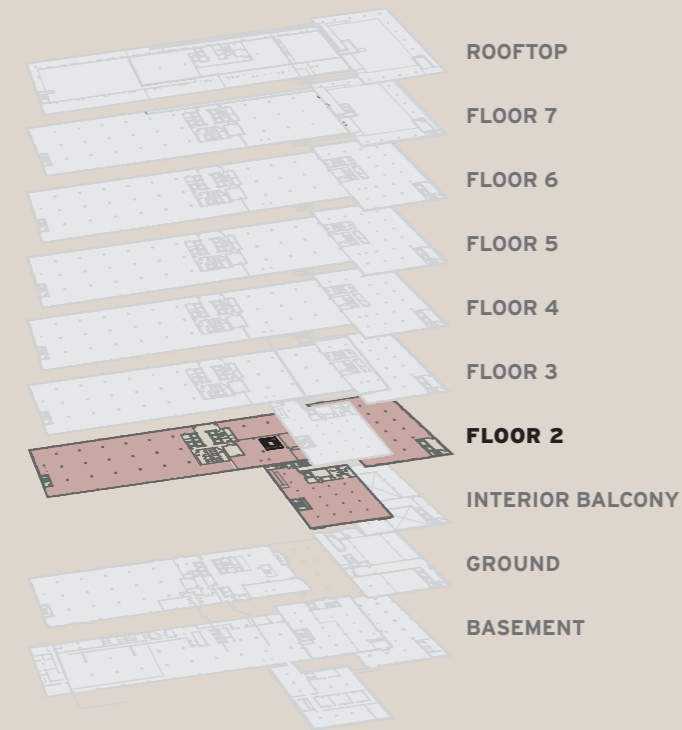 ROOFTOP
FLOOR 7
FLOOR 6
FLOOR 5
FLOOR 4
FLOOR 3
FLOOR 2
INTERIOR BALCONY
GROUND
BASEMENT